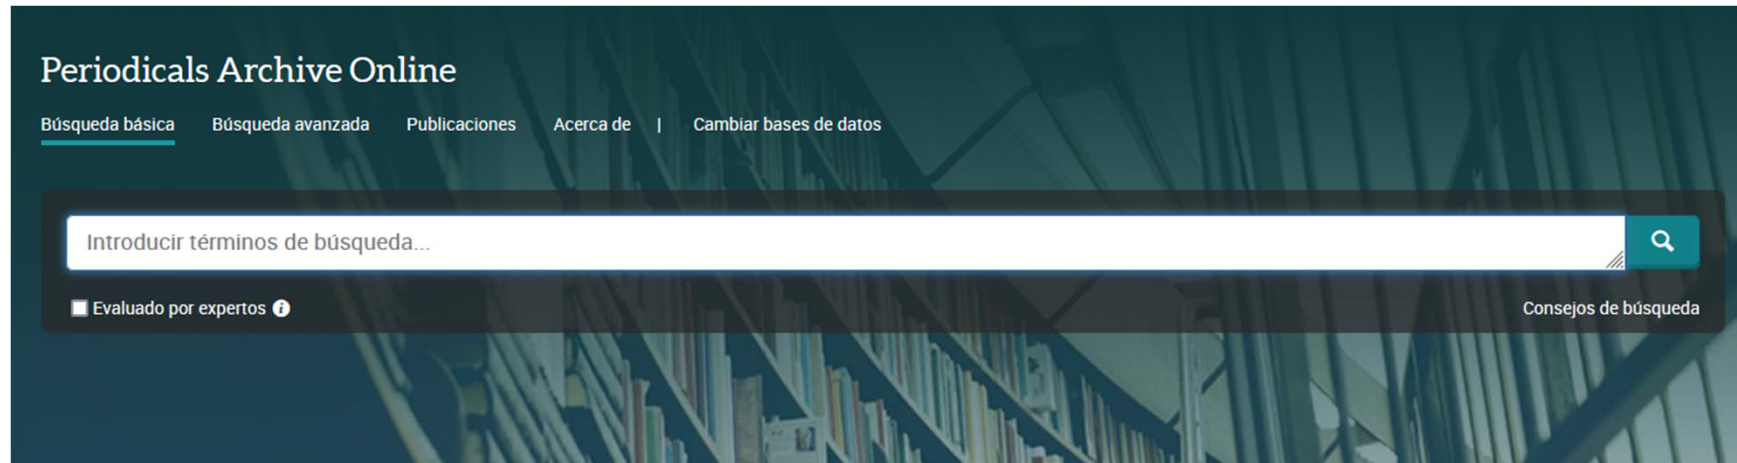 Periodicals Archive Online
Búsqueda básica Búsqueda avanzada Publicaciones Acerca de | Cambiar bases de datos
Introducir términos de búsqueda...
Evaluado por expertos i Consejos de búsqueda